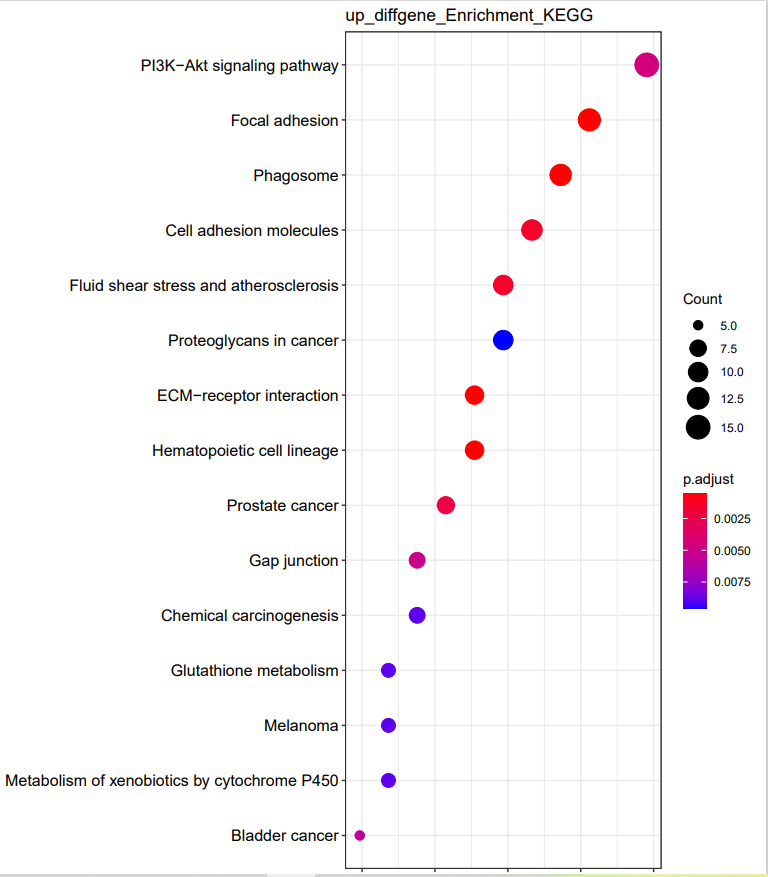 up_diffgene_Enrichment_KEGG
PI3K−Akt signaling pathway
Focal adhesion
Phagosome
Cell adhesion molecules
Fluid shear stress and atherosclerosis
Proteoglycans in cancer
ECM−receptor interaction
Hematopoietic cell lineage
Prostate cancer
Gap junction
Chemical carcinogenesis
Glutathione metabolism
Melanoma
Metabolism of xenobiotics by cytochrome P450
Bladder cancer
Count
5.0
7.5
10.0
12.5
15.0
p.adjust
0.0025
0.0050
0.0075